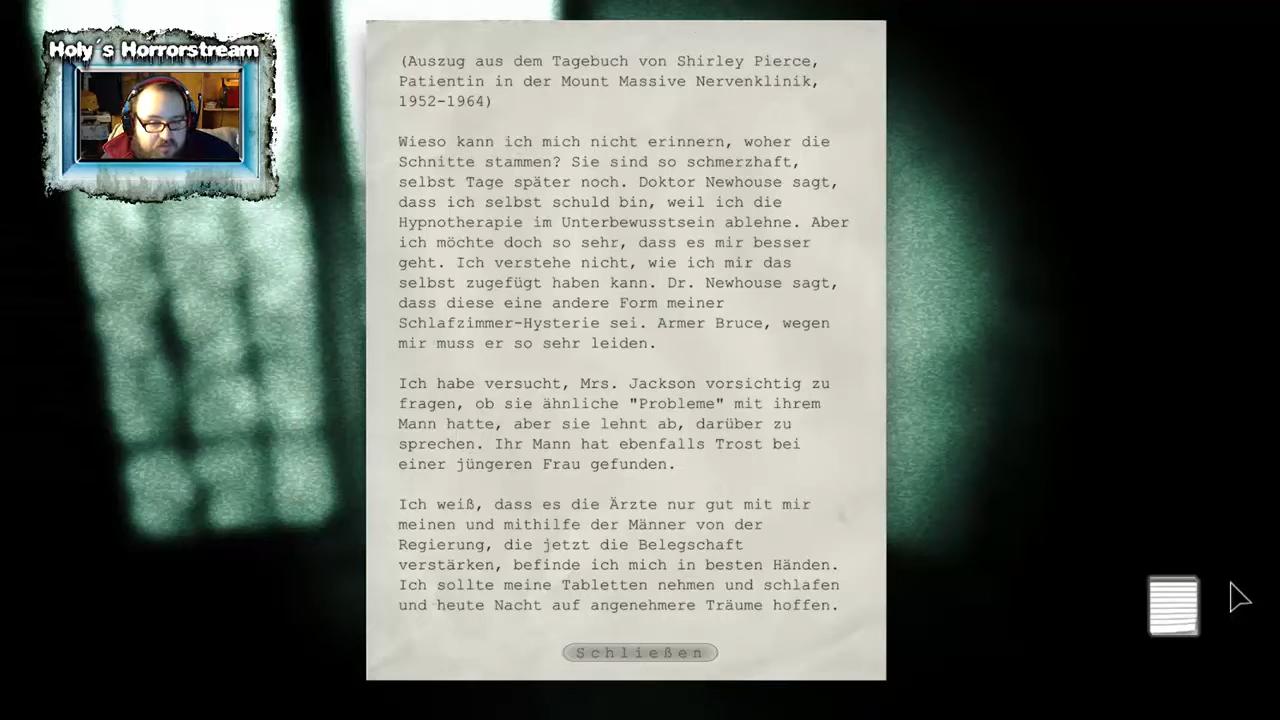 Holy´s Horrorstream
(Auszug aus dem Tagebuch von Shirley Pierce,
Patientin in der Mount Massive Nervenklinik,
1952-1964)
Wieso kann ich mich nicht erinnern, woher die
Schnitte stammen? Sie sind so schmerzhaft,
selbst Tage später noch. Doktor Newhouse sagt,
dass ich selbst schuld bin, weil ich die
Hypnotherapie im Unterbewusstsein ablehne. Aber
ich möchte doch so sehr, dass es mir besser
geht. Ich verstehe nicht, wie ich mir das
selbst zugefügt haben kann. Dr. Newhouse sagt,
dass diese eine andere Form meiner
Schlafzimmer-Hysterie sei. Armer Bruce, wegen
mir muss er so sehr leiden.
Ich habe versucht, Mrs. Jackson vorsichtig zu
fragen, ob sie ähnliche "Probleme" mit ihrem
Mann hatte, aber sie lehnt ab, darüber zu
sprechen. Ihr Mann hat ebenfalls Trost bei
einer jüngeren Frau gefunden.
Ich weiß, dass es die Ärzte nur gut mit mir
meinen und mithilfe der Männer von der
Regierung, die jetzt die Belegschaft
verstärken, befinde ich mich in besten Händen.
Ich sollte meine Tabletten nehmen und schlafen
und heute Nacht auf angenehmere Träume hoffen.
Schließen